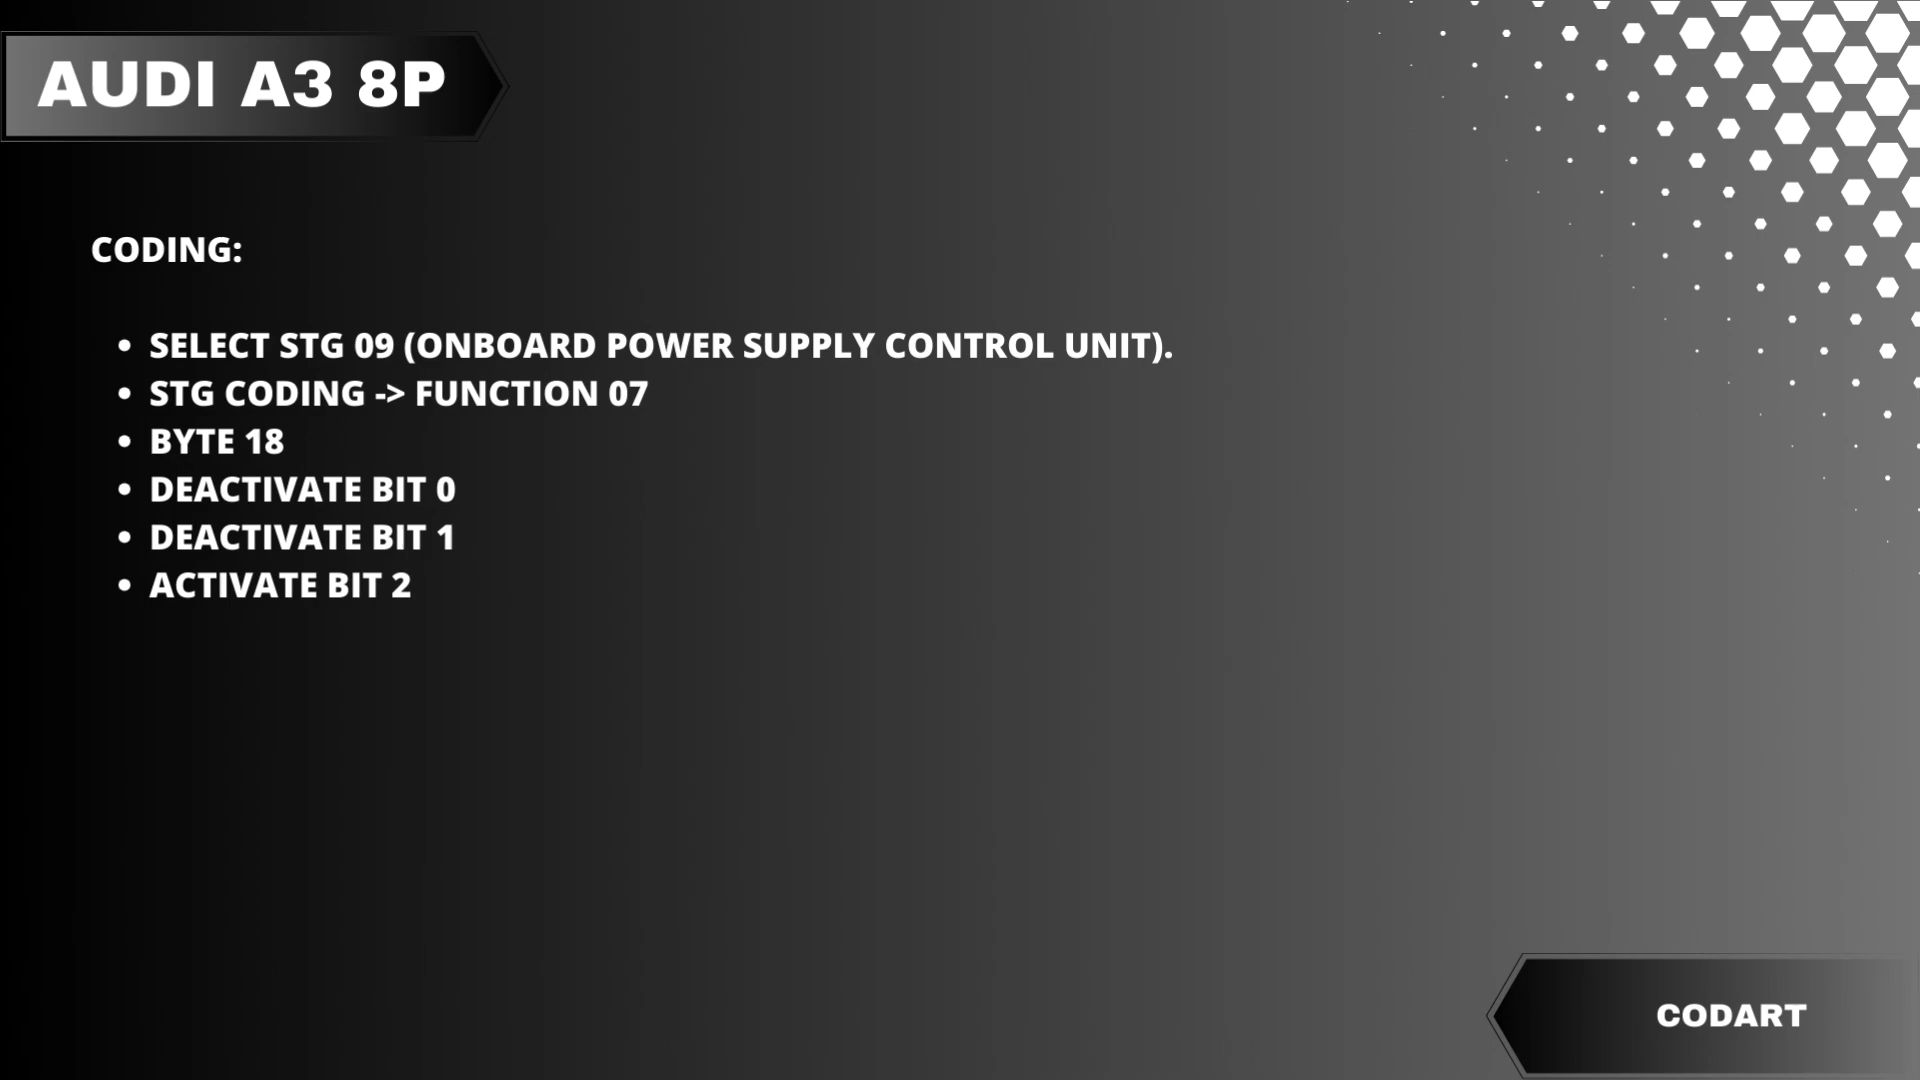 AUDI A3 8P
CODING:
• SELECT STG 09 (ONBOARD POWER SUPPLY CONTROL UNIT).
• STG CODING -> FUNCTION 07
• BYTE 18
• DEACTIVATE BIT 0
• DEACTIVATE BIT 1
• ACTIVATE BIT 2
CODART